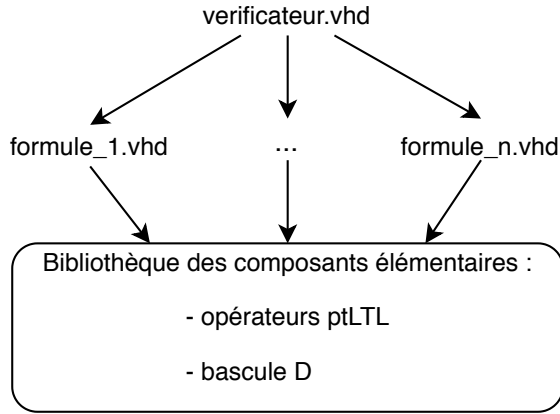 verificateur.vhd
formule_1.vhd
...
formule_n.vhd
Bibliothèque des composants élémentaires :
- opérateurs ptLTL
- bascule D